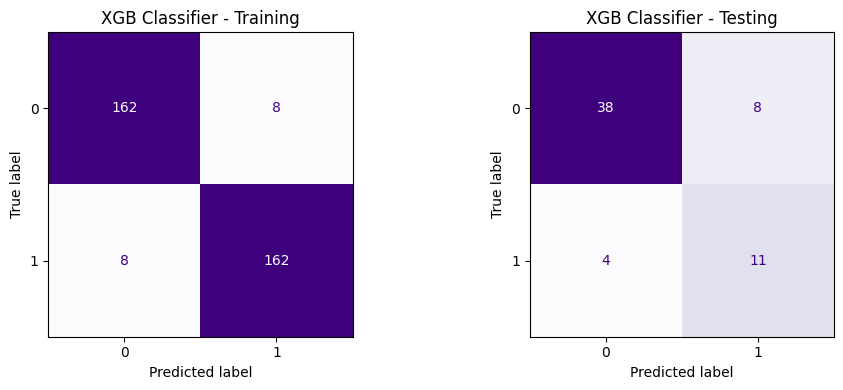 XGB Classifier - Training
True label
0
1
162
8
8
162
0
1
Predicted label
XGB Classifier - Testing
True label
0
1
38
8
4
11
0
1
Predicted label